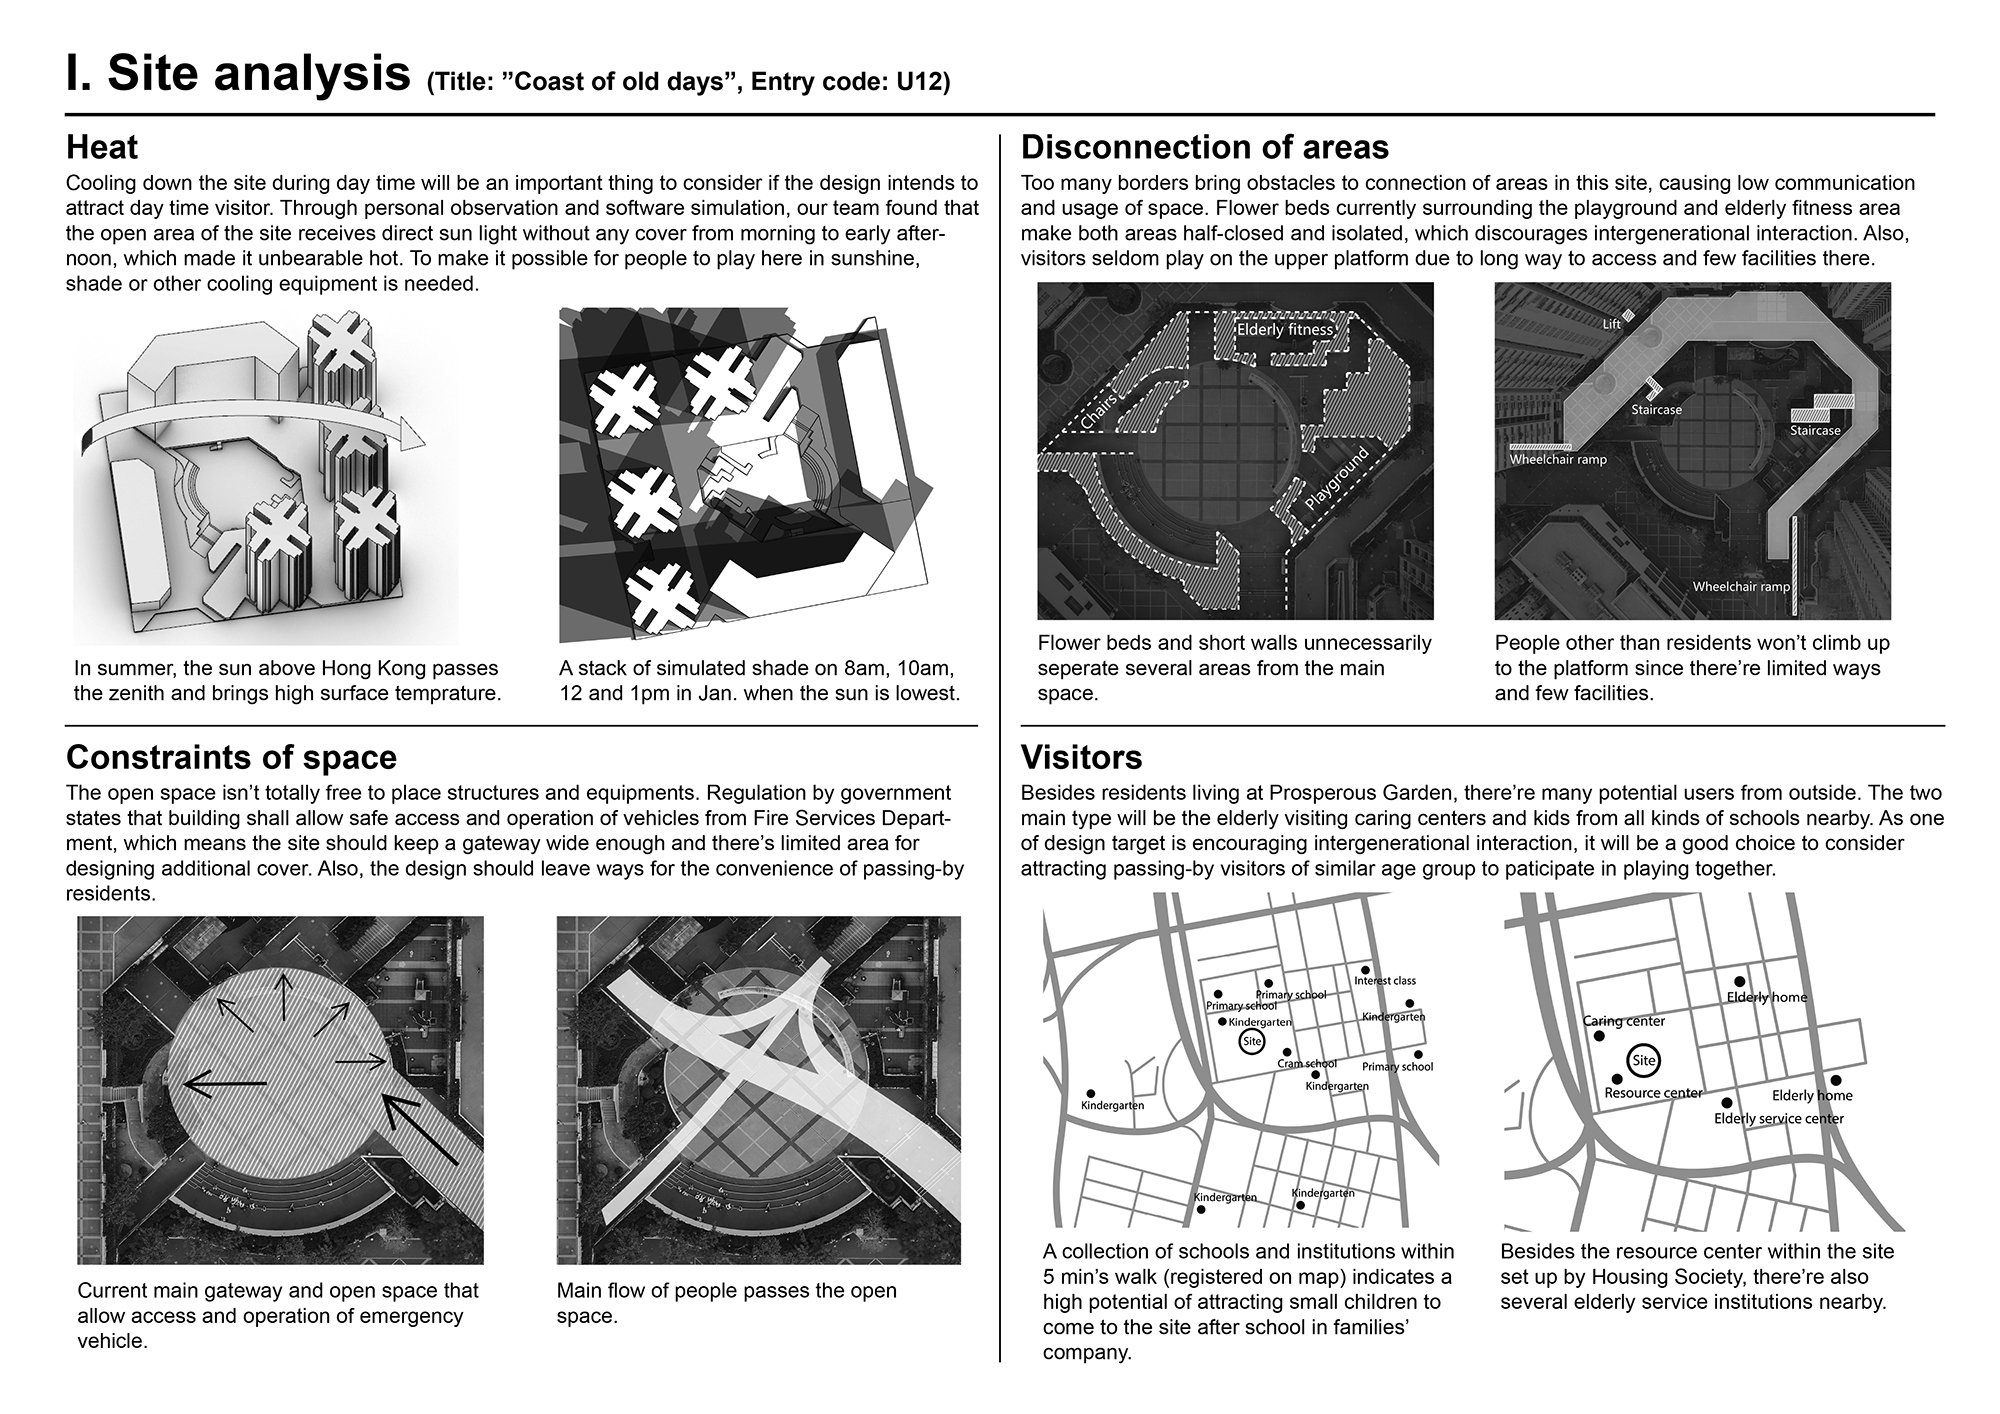 I. Site analysis (Title: ”Coast of old days”, Entry code: U12)
Heat
Cooling down the site during day time will be an important thing to consider if the design intends to
attract day time visitor. Through personal observation and software simulation, our team found that
the open area of the site receives direct sun light without any cover from morning to early after-
noon, which made it unbearable hot. To make it possible for people to play here in sunshine,
shade or other cooling equipment is needed.
In summer, the sun above Hong Kong passes
the zenith and brings high surface temprature.
A stack of simulated shade on 8am, 10am,
12 and 1pm in Jan. when the sun is lowest.
Constraints of space
The open space isn’t totally free to place structures and equipments. Regulation by government
states that building shall allow safe access and operation of vehicles from Fire Services Depart-
ment, which means the site should keep a gateway wide enough and there’s limited area for
designing additional cover. Also, the design should leave ways for the convenience of passing-by
residents.
Current main gateway and open space that
allow access and operation of emergency
vehicle.
Main flow of people passes the open
space.
Disconnection of areas
Too many borders bring obstacles to connection of areas in this site, causing low communication
and usage of space. Flower beds currently surrounding the playground and elderly fitness area
make both areas half-closed and isolated, which discourages intergenerational interaction. Also,
visitors seldom play on the upper platform due to long way to access and few facilities there.
Elderly fitness
Chairs
Playground
Flower beds and short walls unnecessarily
seperate several areas from the main
space.
Lift
Staircase
Staircase
Wheelchair ramp
Wheelchair ramp
People other than residents won’t climb up
to the platform since there’re limited ways
and few facilities.
Visitors
Besides residents living at Prosperous Garden, there’re many potential users from outside. The two
main type will be the elderly visiting caring centers and kids from all kinds of schools nearby. As one
of design target is encouraging intergenerational interaction, it will be a good choice to consider
attracting passing-by visitors of similar age group to paticipate in playing together.
Interest class
Primary school
Primary school
Kindergarten
Kindergarten
Site
Cram school
Primary school
Kindergarten
Kindergarten
Kindergarten
Kindergarten
A collection of schools and institutions within
5 min’s walk (registered on map) indicates a
high potential of attracting small children to
come to the site after school in families’
company.
Elderly home
Caring center
Site
Resource center
Elderly home
Elderly service center
Besides the resource center within the site
set up by Housing Society, there’re also
several elderly service institutions nearby.